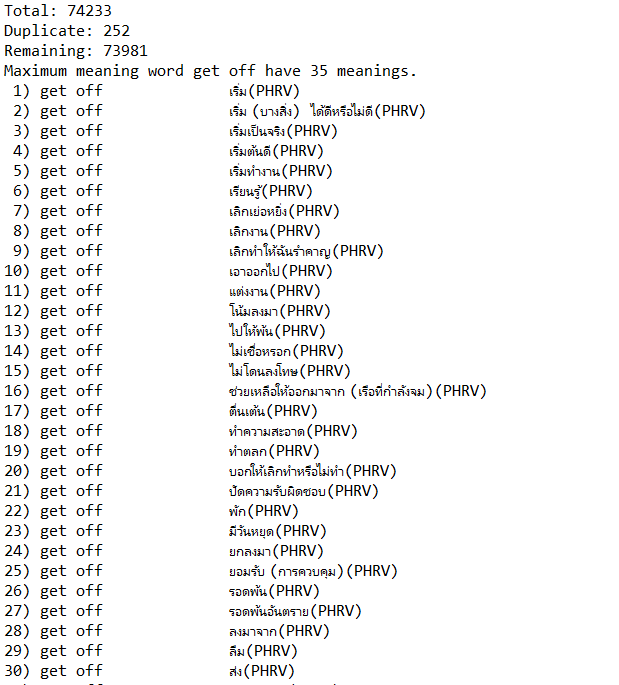 Total: 74233
Duplicate: 252
Remaining: 73981
Maximum meaning word get off have 35 meanings.
1) get off เริ่ม(PHRV)
2) get off เริ่ม (บางสิ่ง) ได้ดีหรือไม่ดี(PHRV)
3) get off เริ่มเป็นจริง(PHRV)
4) get off เริ่มต้นดี(PHRV)
5) get off เริ่มทำงาน(PHRV)
6) get off เรียนรู้(PHRV)
7) get off เลิกเย่อหยิ่ง(PHRV)
8) get off เลิกงาน(PHRV)
9) get off เลิกทำให้ฉันรำคาญ(PHRV)
10) get off เอาออกไป(PHRV)
11) get off แต่งงาน(PHRV)
12) get off โน้มลงมา(PHRV)
13) get off ไปให้พ้น(PHRV)
14) get off ไม่เชื่อหรอก(PHRV)
15) get off ไม่โดนลงโทษ(PHRV)
16) get off ช่วยเหลือให้ออกมาจาก (เรือที่กำลังจม)(PHRV)
17) get off ตื่นเต้น(PHRV)
18) get off ทำความสะอาด(PHRV)
19) get off ทำตลก(PHRV)
20) get off บอกให้เลิกทำหรือไม่ทำ(PHRV)
21) get off ปัดความรับผิดชอบ(PHRV)
22) get off พัก(PHRV)
23) get off มีวันหยุด(PHRV)
24) get off ยกลงมา(PHRV)
25) get off ยอมรับ (การควบคุม)(PHRV)
26) get off รอดพ้น(PHRV)
27) get off รอดพ้นอันตราย(PHRV)
28) get off ลงมาจาก(PHRV)
29) get off ลืม(PHRV)
30) get off ส่ง(PHRV)